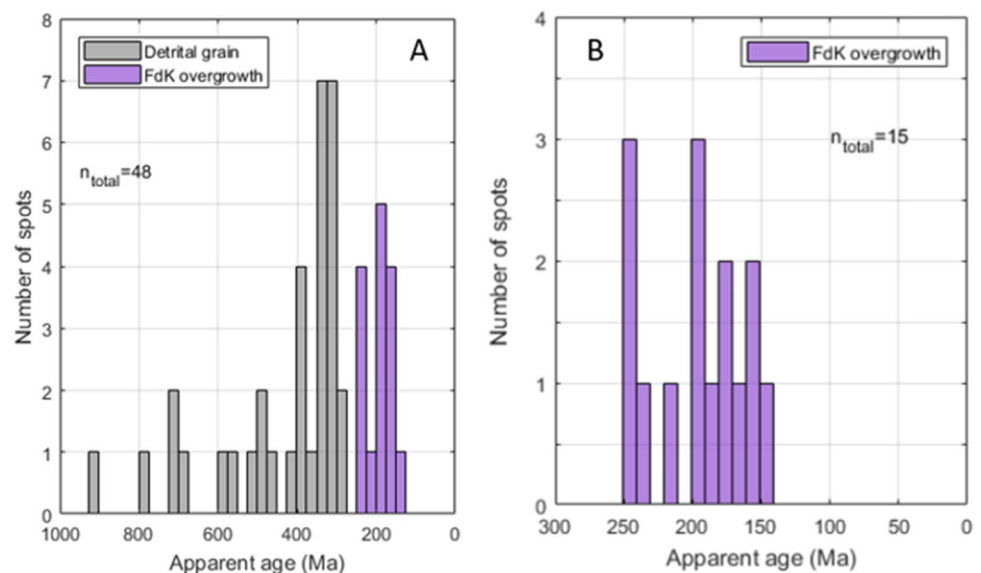 8
7
6
5
4
3
2
1
0
Number of spots
Detrital grain
FdK overgrowth
A
n_total=48
1000 800 600 400 200 0
Apparent age (Ma)
4
3
2
1
0
Number of spots
B
FdK overgrowth
n_total=15
300 250 200 150 100 50 0
Apparent age (Ma)